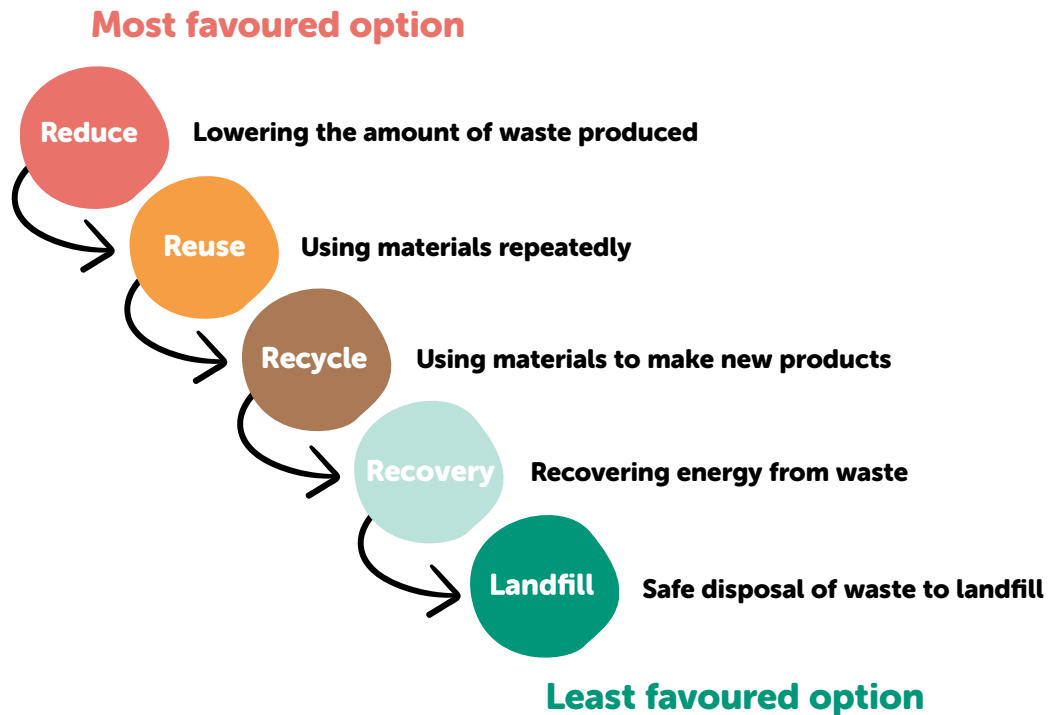 Most favoured option
Reduce
Lowering the amount of waste produced
Reuse
Using materials repeatedly
Recycle
Using materials to make new products
Recovery
Recovering energy from waste
Landfill
Safe disposal of waste to landfill
Least favoured option